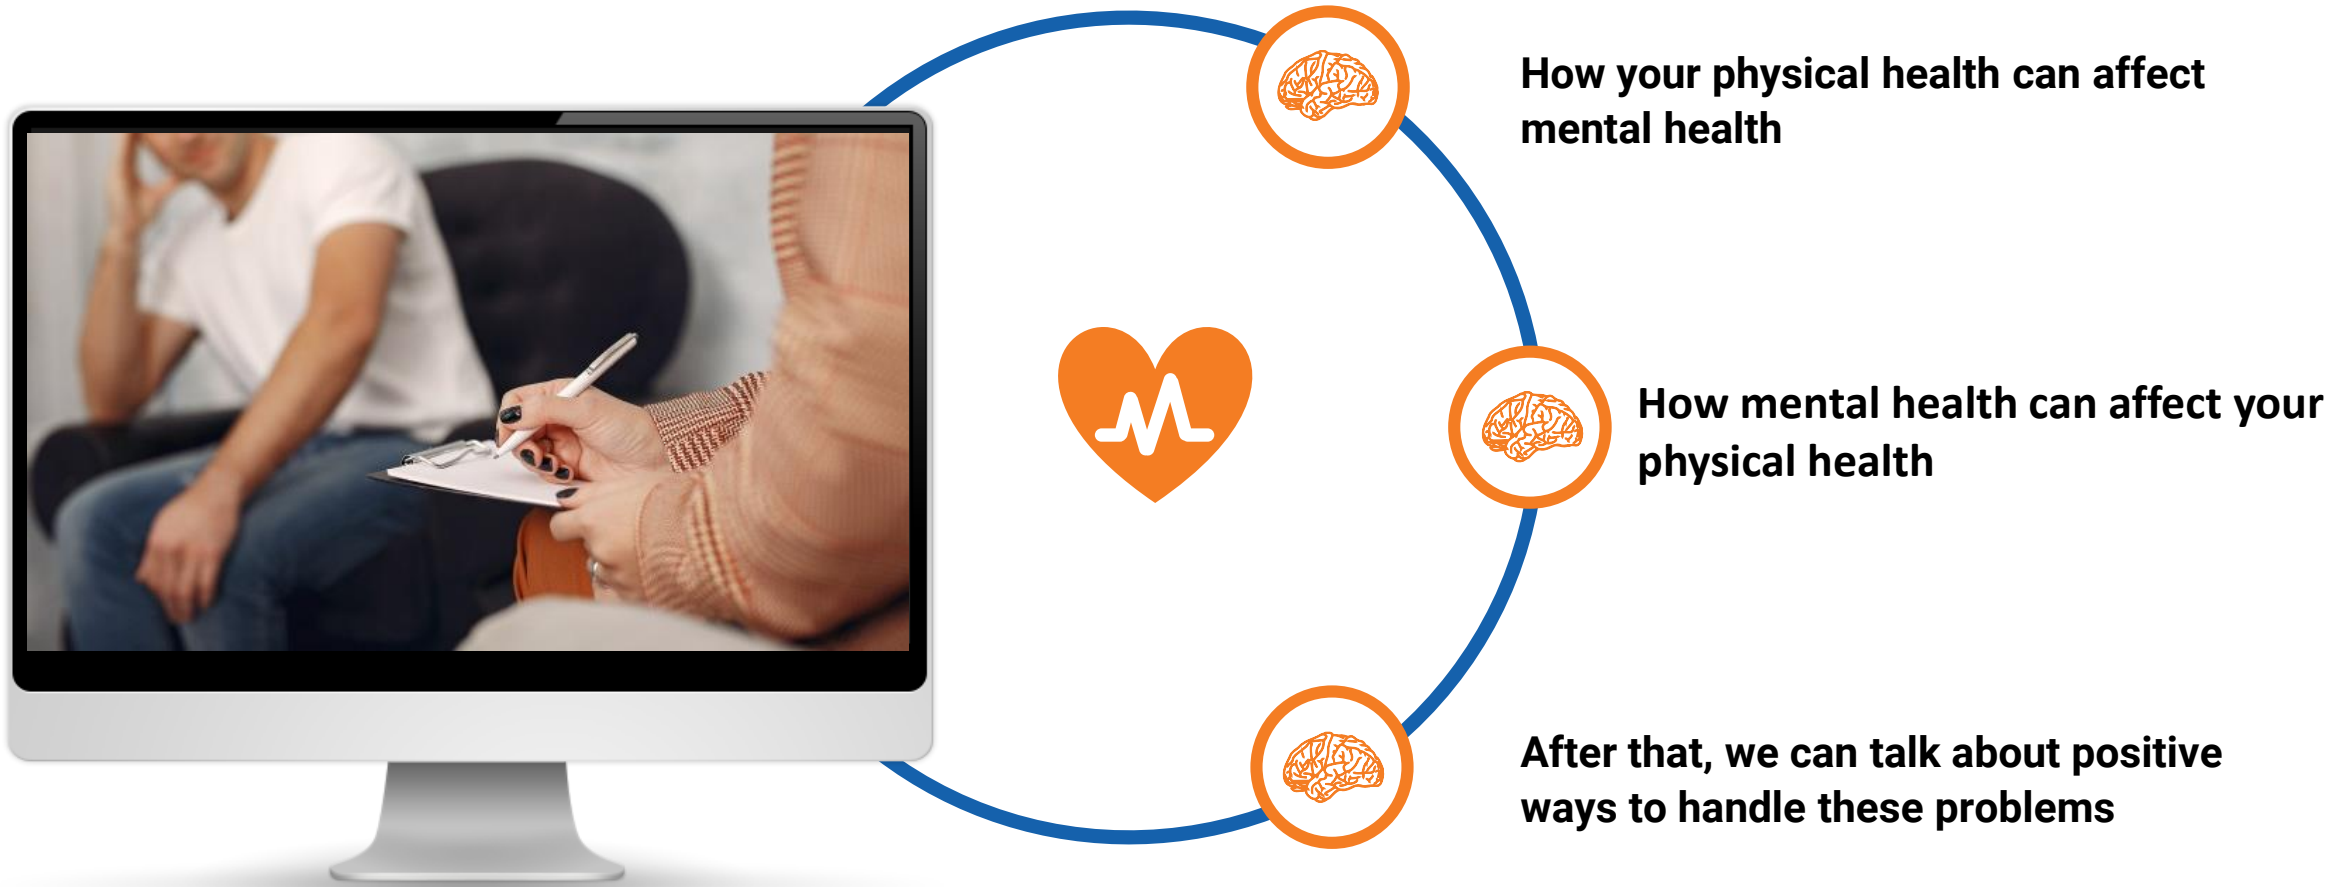 How your physical health can affect
mental health
How mental health can affect your
physical health
After that, we can talk about positive
ways to handle these problems